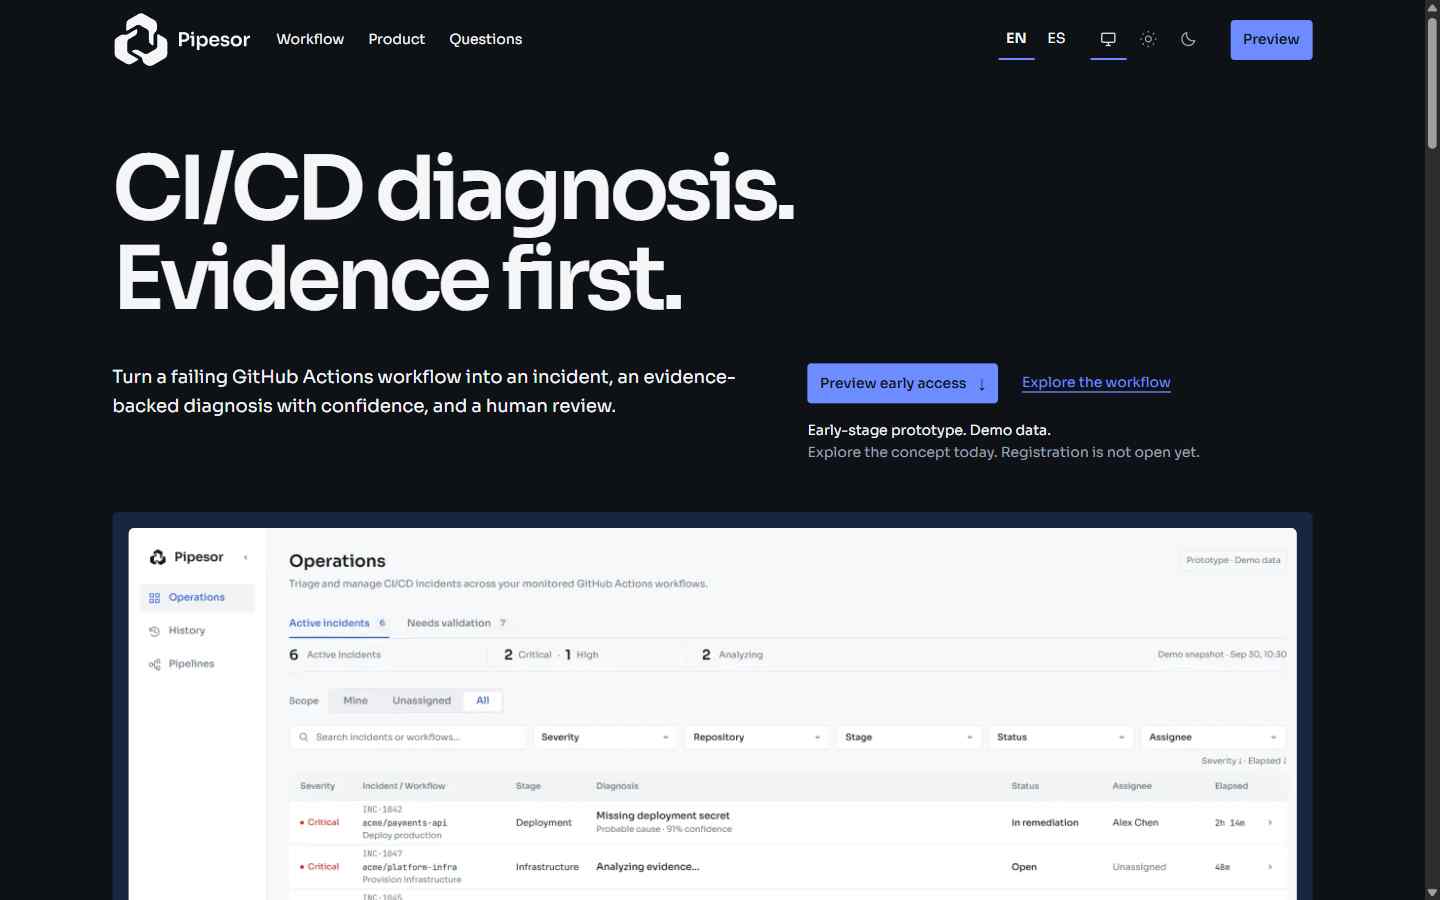 Pipesor
Workflow
Product
Questions
EN
ES
Preview
CI/CD diagnosis.
Evidence first.
Turn a failing GitHub Actions workflow into an incident, an evidence-
backed diagnosis with confidence, and a human review.
Preview early access ↓
Explore the workflow
Early-stage prototype. Demo data.
Explore the concept today. Registration is not open yet.
Pipesor
Operations
History
Pipelines
Operations
Prototype · Demo data
Triage and manage CI/CD incidents across your monitored GitHub Actions workflows.
Active incidents 6
Needs validation 7
6 Active Incidents
2 Critical · 1 High
2 Analyzing
Demo snapshot · Sep 30, 10:30
Scope
Mine
Unassigned
All
Search incidents or workflows...
Severity
Repository
Stage
Status
Assignee
Severity ↓ · Elapsed ↓
Severity
Incident / Workflow
Stage
Diagnosis
Status
Assignee
Elapsed
Critical
INC-1042
acme/payments-api
Deploy production
Deployment
Missing deployment secret
Probable cause · 91% confidence
In remediation
Alex Chen
2h 14m
Critical
INC-1047
acme/platform-infra
Provision Infrastructure
Infrastructure
Analyzing evidence...
Open
Unassigned
48m
INC-1045